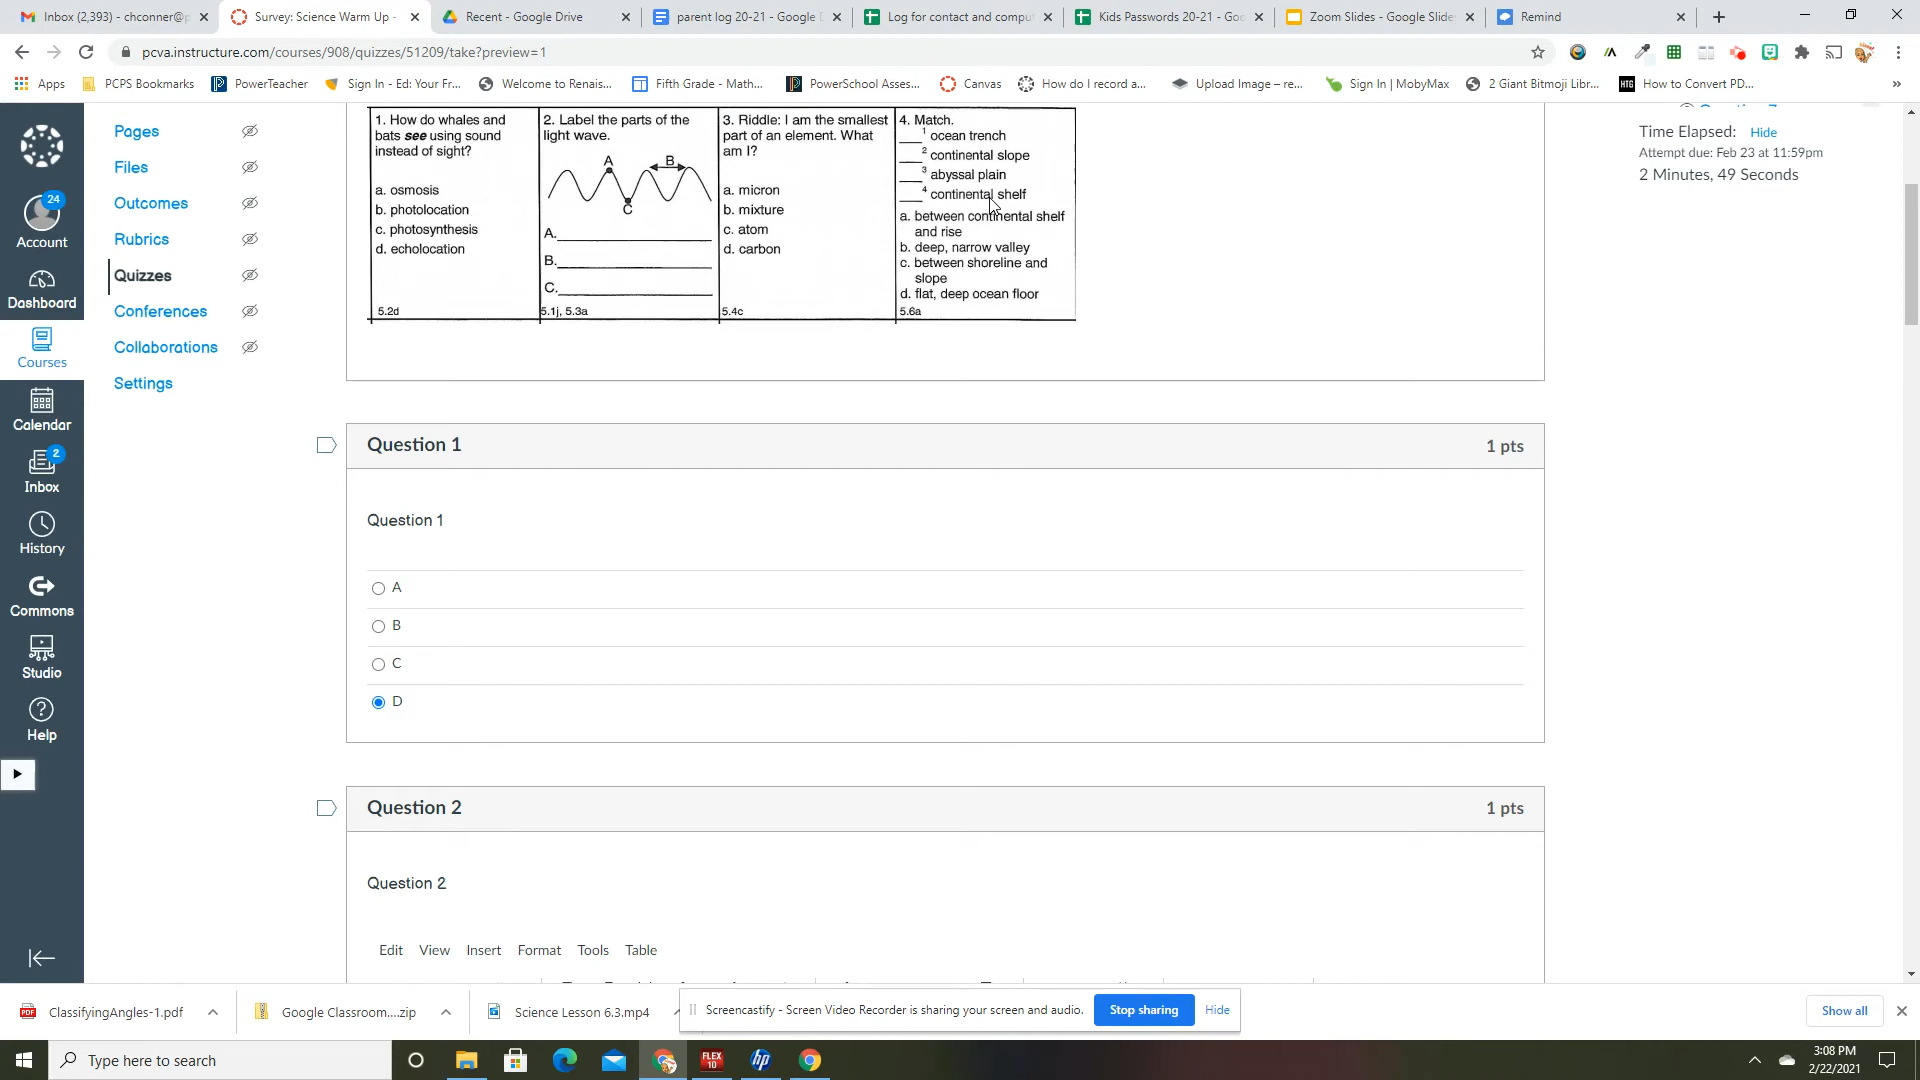 Inbox (2,393) - chconner@p
Survey: Science Warm Up -
Recent - Google Drive
parent log 20-21 - Google D
Log for contact and compu
Kids Passwords 20-21 - Goo
Zoom Slides - Google Slide
Remind
pcva.instructure.com/courses/908/quizzes/51209/take?preview=1
Apps
PCPS Bookmarks
PowerTeacher
Sign In - Ed: Your Fr...
Welcome to Renais...
Fifth Grade - Math...
PowerSchool Asses...
Canvas
How do I record a...
Upload Image – re...
Sign In | MobyMax
2 Giant Bitmoji Libr...
HTG
How to Convert PD...
»
24
Account
Dashboard
Courses
Calendar
2
Inbox
History
Commons
Studio
Help
Pages
Files
Outcomes
Rubrics
Quizzes
Conferences
Collaborations
Settings
1. How do whales and
bats see using sound
instead of sight?
a. osmosis
b. photolocation
c. photosynthesis
d. echolocation
5.2d
2. Label the parts of the
light wave.
A
B
C
A.
B.
C.
5.1j, 5.3a
3. Riddle: I am the smallest
part of an element. What
am I?
a. micron
b. mixture
c. atom
d. carbon
5.4c
4. Match.
1 ocean trench
2 continental slope
3 abyssal plain
4 continental shelf
a. between continental shelf
and rise
b. deep, narrow valley
c. between shoreline and
slope
d. flat, deep ocean floor
5.6a
Time Elapsed: Hide
Attempt due: Feb 23 at 11:59pm
2 Minutes, 49 Seconds
Question 1
1 pts
Question 1
A
B
C
D
Question 2
1 pts
Question 2
Edit View Insert Format Tools Table
PDF
ClassifyingAngles-1.pdf
Google Classroom....zip
Science Lesson 6.3.mp4
Screencastify - Screen Video Recorder is sharing your screen and audio.
Stop sharing
Hide
Show all
Type here to search
FLEX
10
hp
3:08 PM
2/22/2021